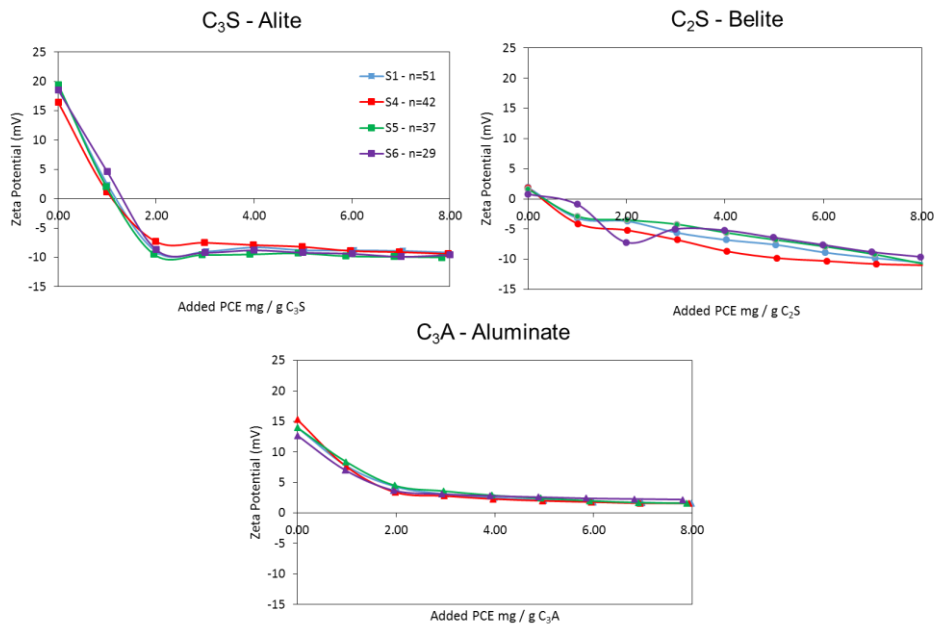 C₃S - Alite
25
20
15
10
5
0
-5
-10
-15
Zeta Potential (mV)
0.00 2.00 4.00 6.00 8.00
Added PCE mg / g C₃S
S1 - n=51
S4 - n=42
S5 - n=37
S6 - n=29
C₂S - Belite
25
20
15
10
5
0
-5
-10
-15
Zeta Potential (mV)
0.00 2.00 4.00 6.00 8.00
Added PCE mg / g C₂S
C₃A - Aluminate
25
20
15
10
5
0
-5
-10
-15
Zeta Potential (mV)
0.00 2.00 4.00 6.00 8.00
Added PCE mg / g C₃A